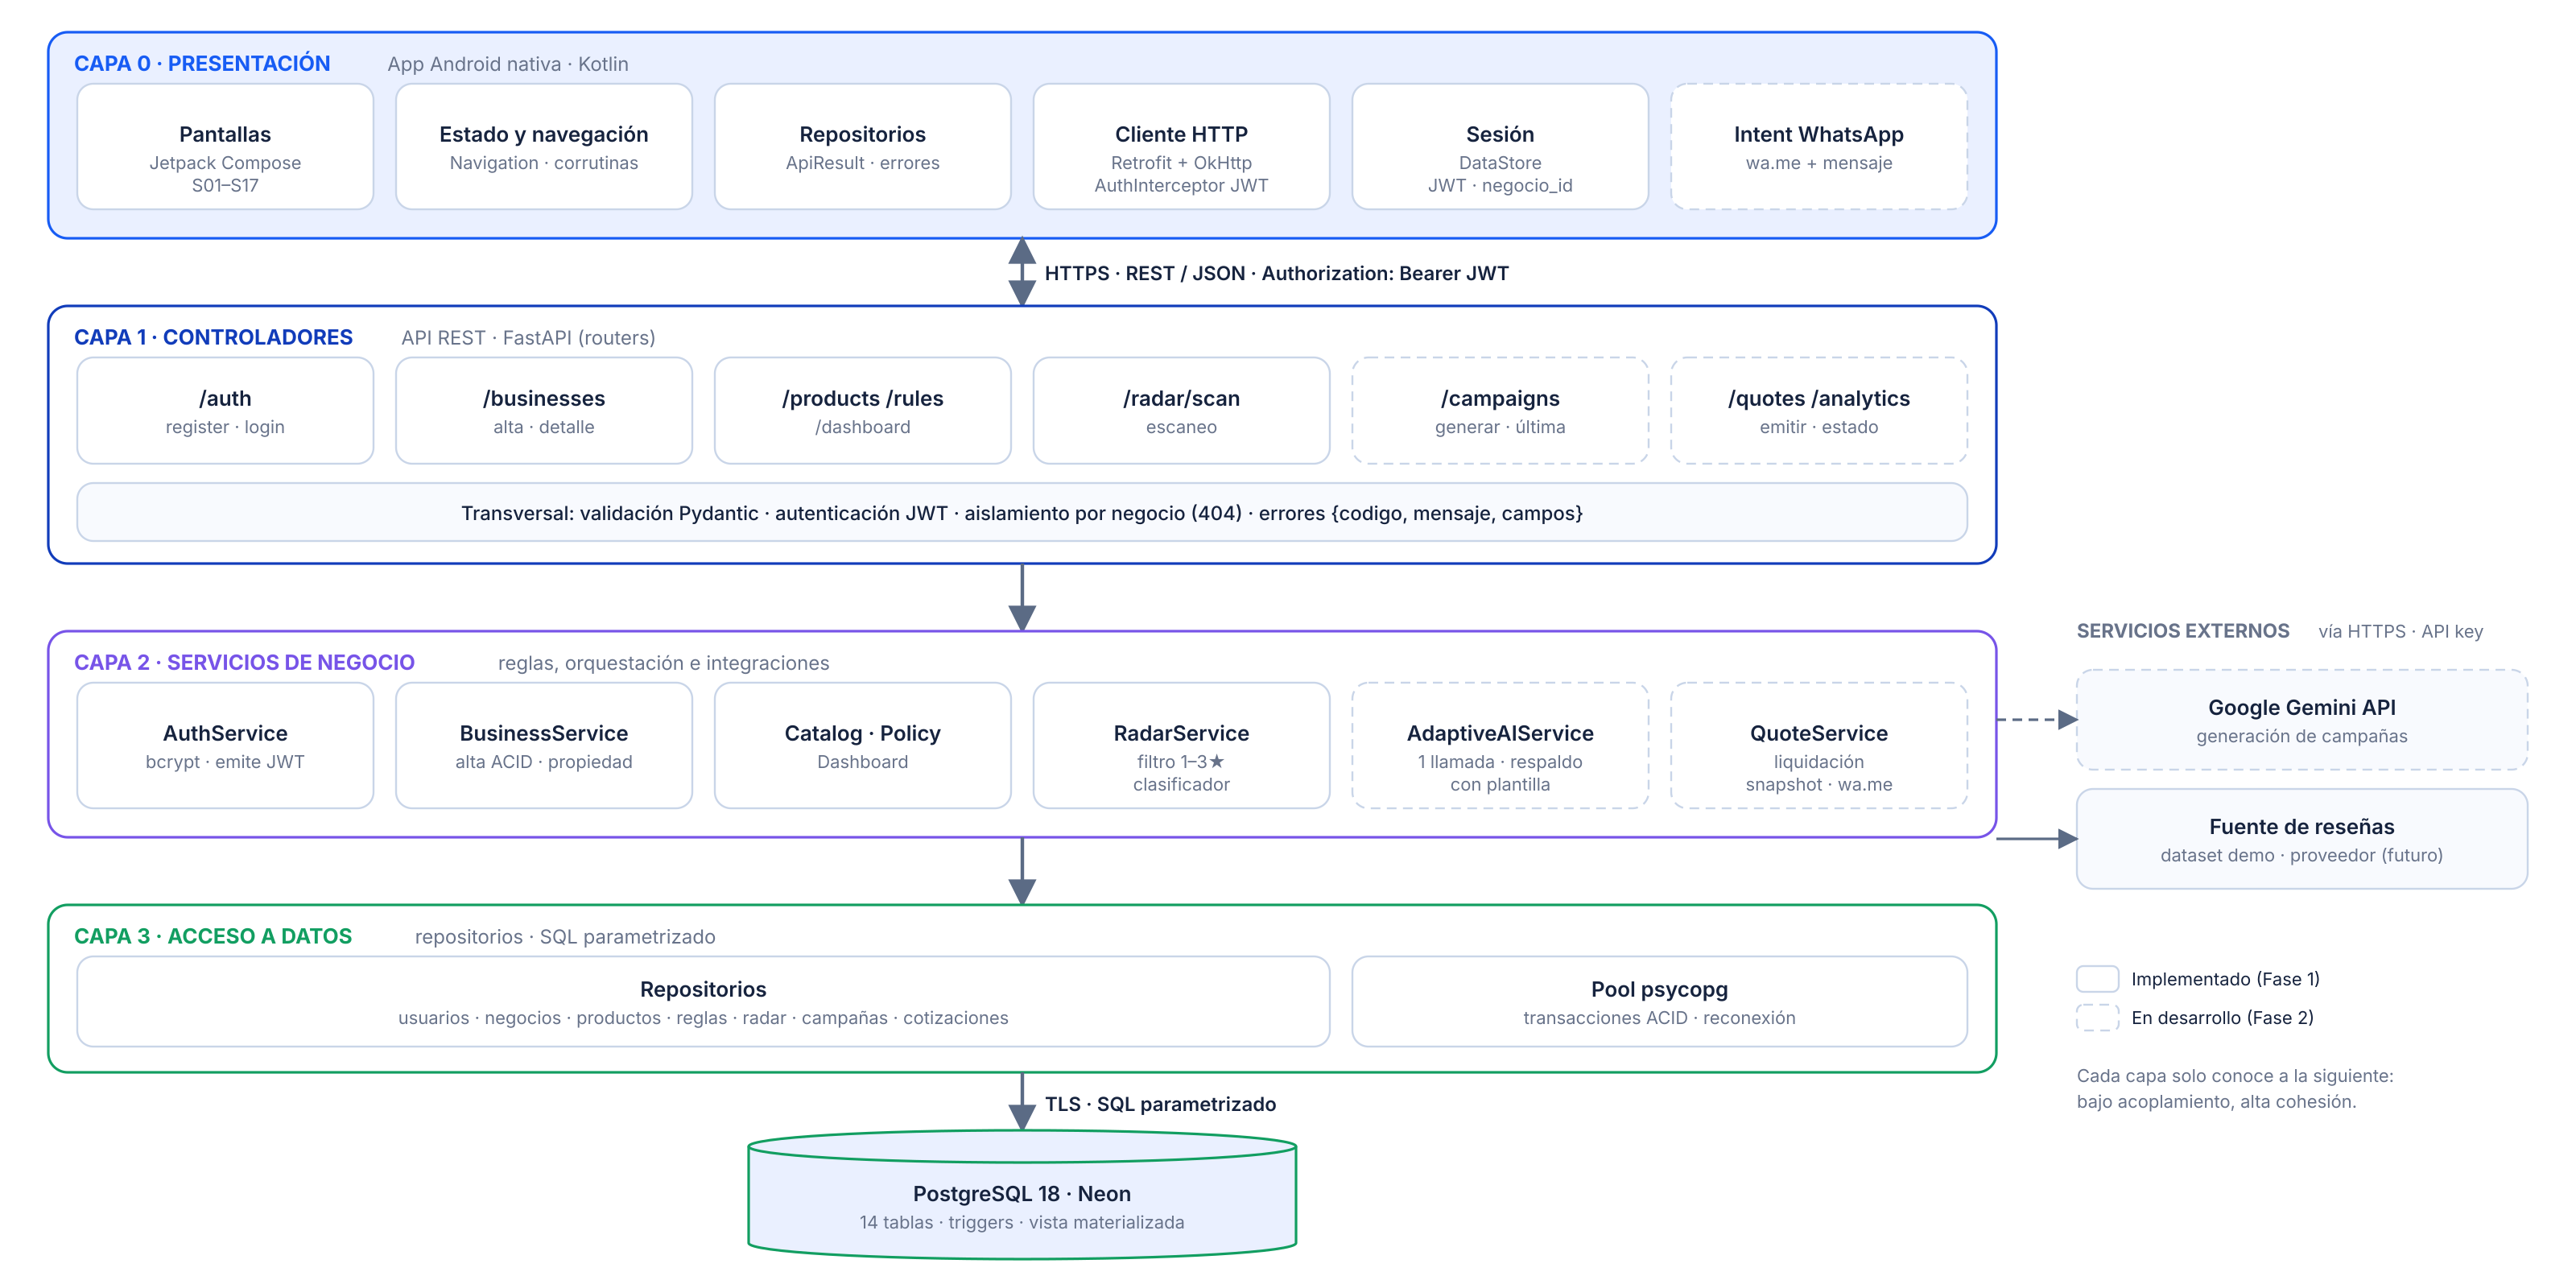 CAPA 0 · PRESENTACIÓN App Android nativa · Kotlin
Pantallas
Jetpack Compose
S01–S17
Estado y navegación
Navigation · corrutinas
Repositorios
ApiResult · errores
Cliente HTTP
Retrofit + OkHttp
AuthInterceptor JWT
Sesión
DataStore
JWT · negocio_id
Intent WhatsApp
wa.me + mensaje
HTTPS · REST / JSON · Authorization: Bearer JWT
CAPA 1 · CONTROLADORES API REST · FastAPI (routers)
/auth
register · login
/businesses
alta · detalle
/products /rules
/dashboard
/radar/scan
escaneo
/campaigns
generar · última
/quotes /analytics
emitir · estado
Transversal: validación Pydantic · autenticación JWT · aislamiento por negocio (404) · errores {codigo, mensaje, campos}
CAPA 2 · SERVICIOS DE NEGOCIO reglas, orquestación e integraciones
AuthService
bcrypt · emite JWT
BusinessService
alta ACID · propiedad
Catalog · Policy
Dashboard
RadarService
filtro 1–3★
clasificador
AdaptiveAIService
1 llamada · respaldo
con plantilla
QuoteService
liquidación
snapshot · wa.me
SERVICIOS EXTERNOS vía HTTPS · API key
Google Gemini API
generación de campañas
Fuente de reseñas
dataset demo · proveedor (futuro)
CAPA 3 · ACCESO A DATOS repositorios · SQL parametrizado
Repositorios
usuarios · negocios · productos · reglas · radar · campañas · cotizaciones
Pool psycopg
transacciones ACID · reconexión
Implementado (Fase 1)
En desarrollo (Fase 2)
Cada capa solo conoce a la siguiente:
bajo acoplamiento, alta cohesión.
TLS · SQL parametrizado
PostgreSQL 18 · Neon
14 tablas · triggers · vista materializada